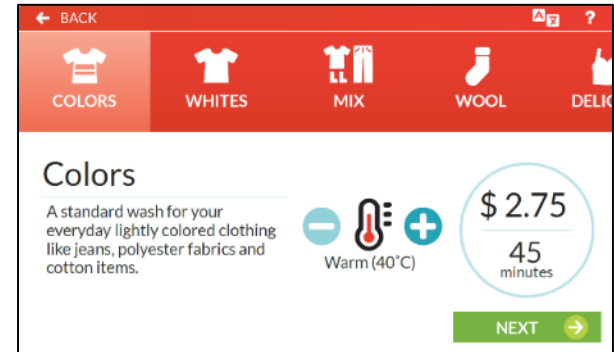 BACK
?
COLORS
WHITES
MIX
WOOL
DELIC
Colors
A standard wash for your
everyday lightly colored clothing
like jeans, polyester fabrics and
cotton items.
Warm (40°C)
$ 2.75
45
minutes
NEXT